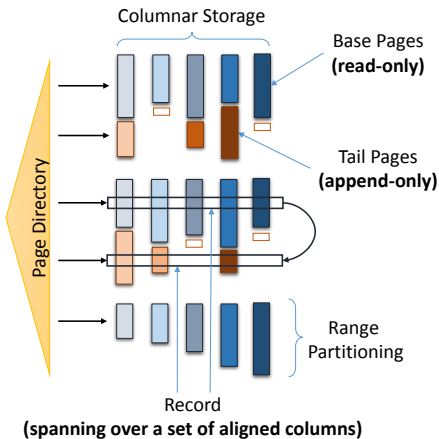 Columnar Storage
Base Pages
(read-only)
Tail Pages
(append-only)
Page Directory
Range
Partitioning
Record
(spanning over a set of aligned columns)